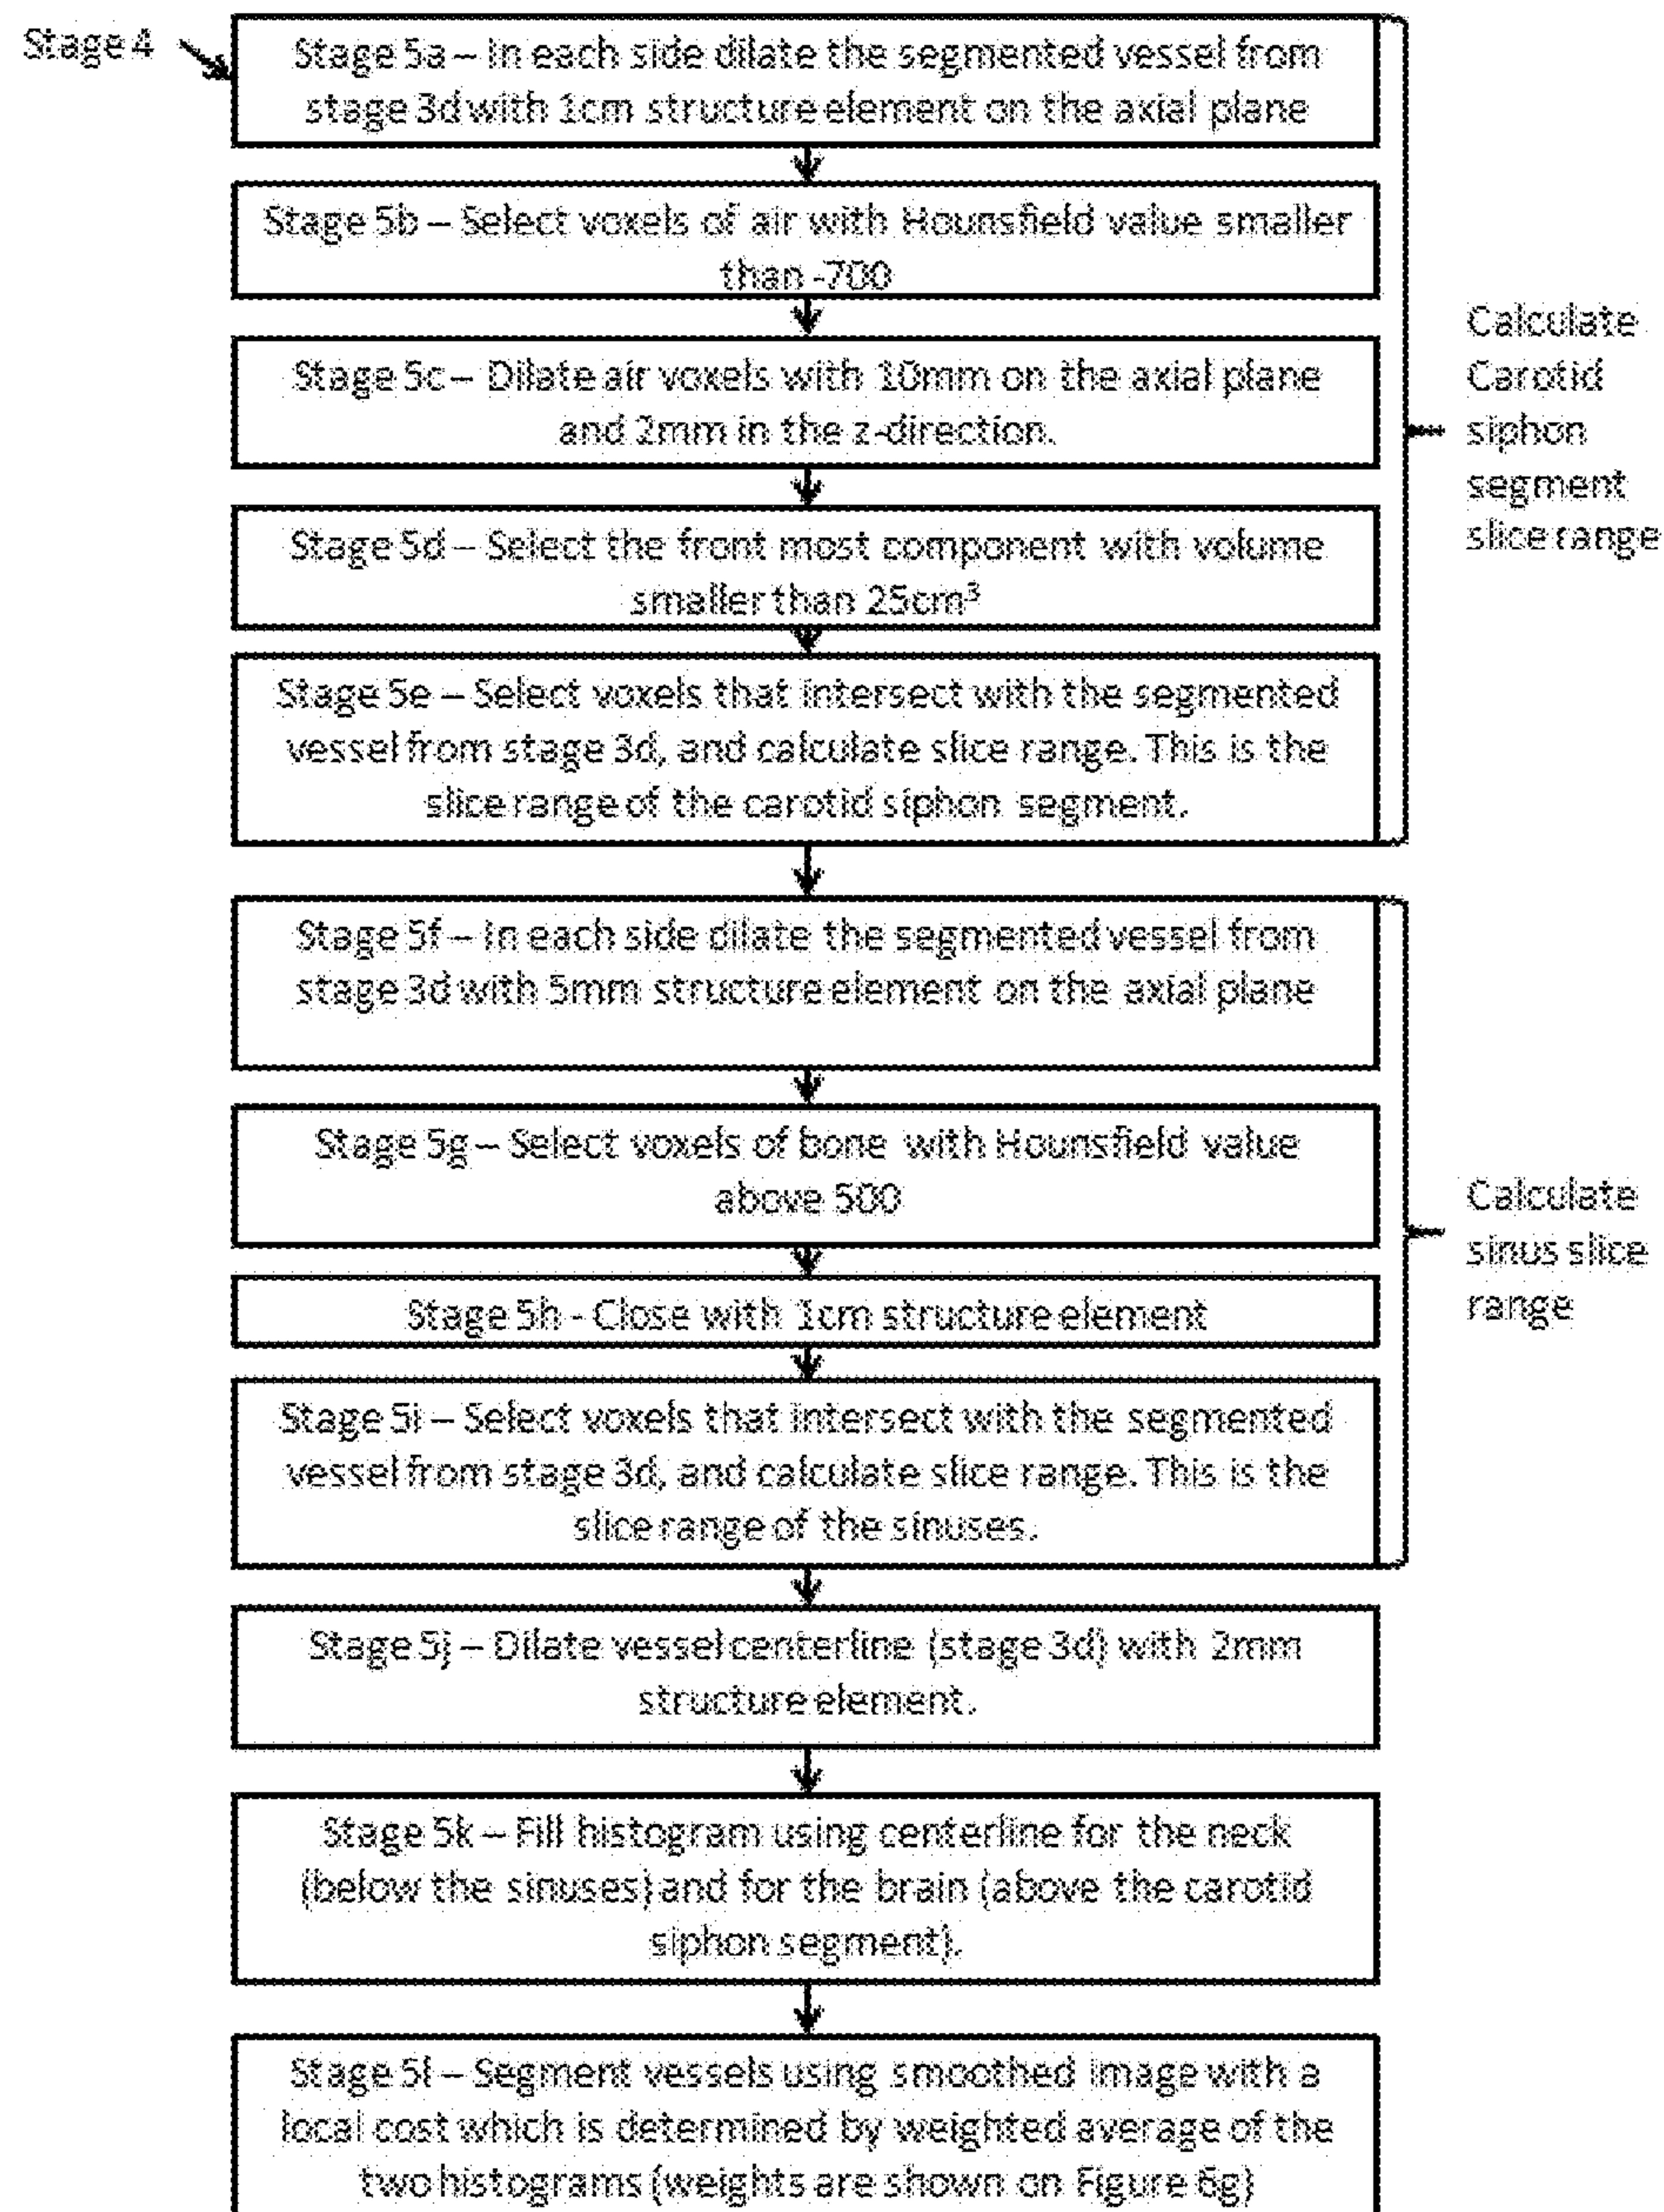 Stage 4
Stage 5a – In each side dilate the segmented vessel from
stage 3d with 1cm structure element on the axial plane
Stage 5b – Select voxels of air with Hounsfield value smaller
than -700
Stage 5c – Dilate air voxels with 10mm on the axial plane
and 2mm in the z-direction.
Stage 5d – Select the front most component with volume
smaller than 25cm³
Stage 5e – Select voxels that intersect with the segmented
vessel from stage 3d, and calculate slice range. This is the
slice range of the carotid siphon segment.
Calculate
Carotid
siphon
segment
slice range
Stage 5f – In each side dilate the segmented vessel from
stage 3d with 5mm structure element on the axial plane
Stage 5g – Select voxels of bone with Hounsfield value
above 500
Stage 5h - Close with 1cm structure element
Stage 5i – Select voxels that intersect with the segmented
vessel from stage 3d, and calculate slice range. This is the
slice range of the sinuses.
Calculate
sinus slice
range
Stage 5j – Dilate vessel centerline (stage 3d) with 2mm
structure element.
Stage 5k – Fill histogram using centerline for the neck
(below the sinuses) and for the brain (above the carotid
siphon segment).
Stage 5l – Segment vessels using smoothed image with a
local cost which is determined by weighted average of the
two histograms (weights are shown on Figure 6g)